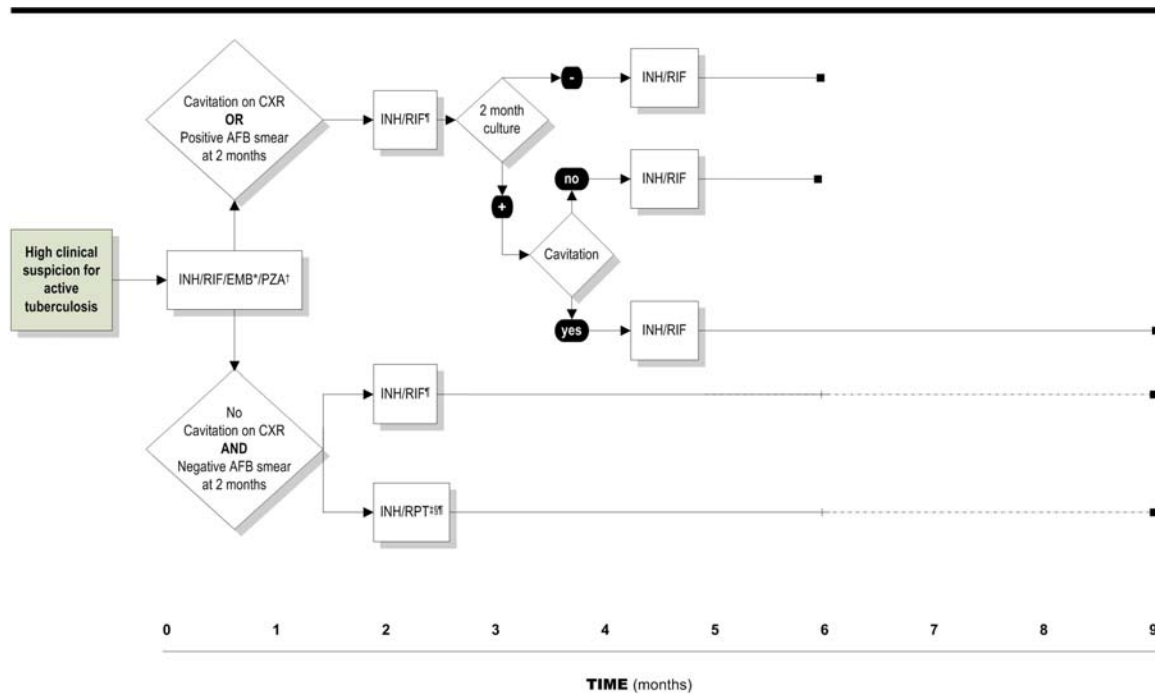 High clinical
suspicion for
active
tuberculosis
INH/RIF/EMB*/PZA†
Cavitation on CXR
OR
Positive AFB smear
at 2 months
INH/RIF¶
2 month
culture
-
INH/RIF
+
Cavitation
no
INH/RIF
yes
INH/RIF
No
Cavitation on CXR
AND
Negative AFB smear
at 2 months
INH/RIF¶
INH/RPT‡§¶
0 1 2 3 4 5 6 7 8 9
TIME (months)